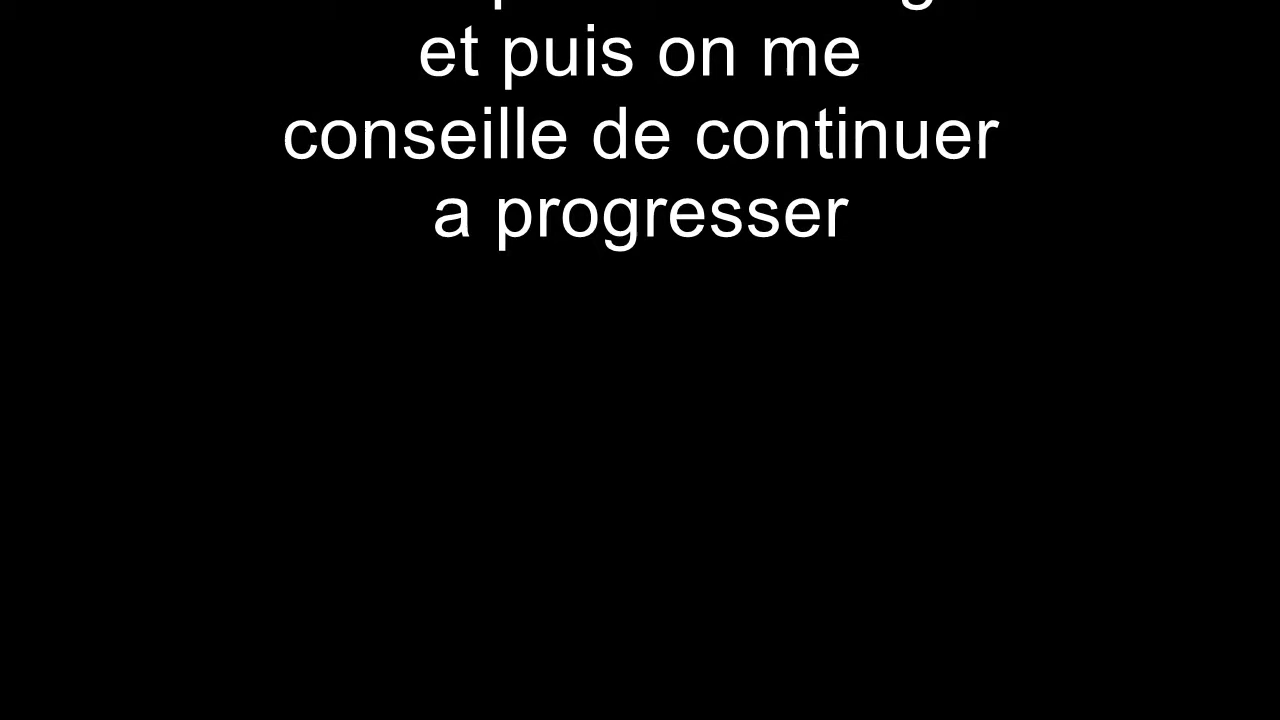 et puis on me
conseille de continuer
a progresser